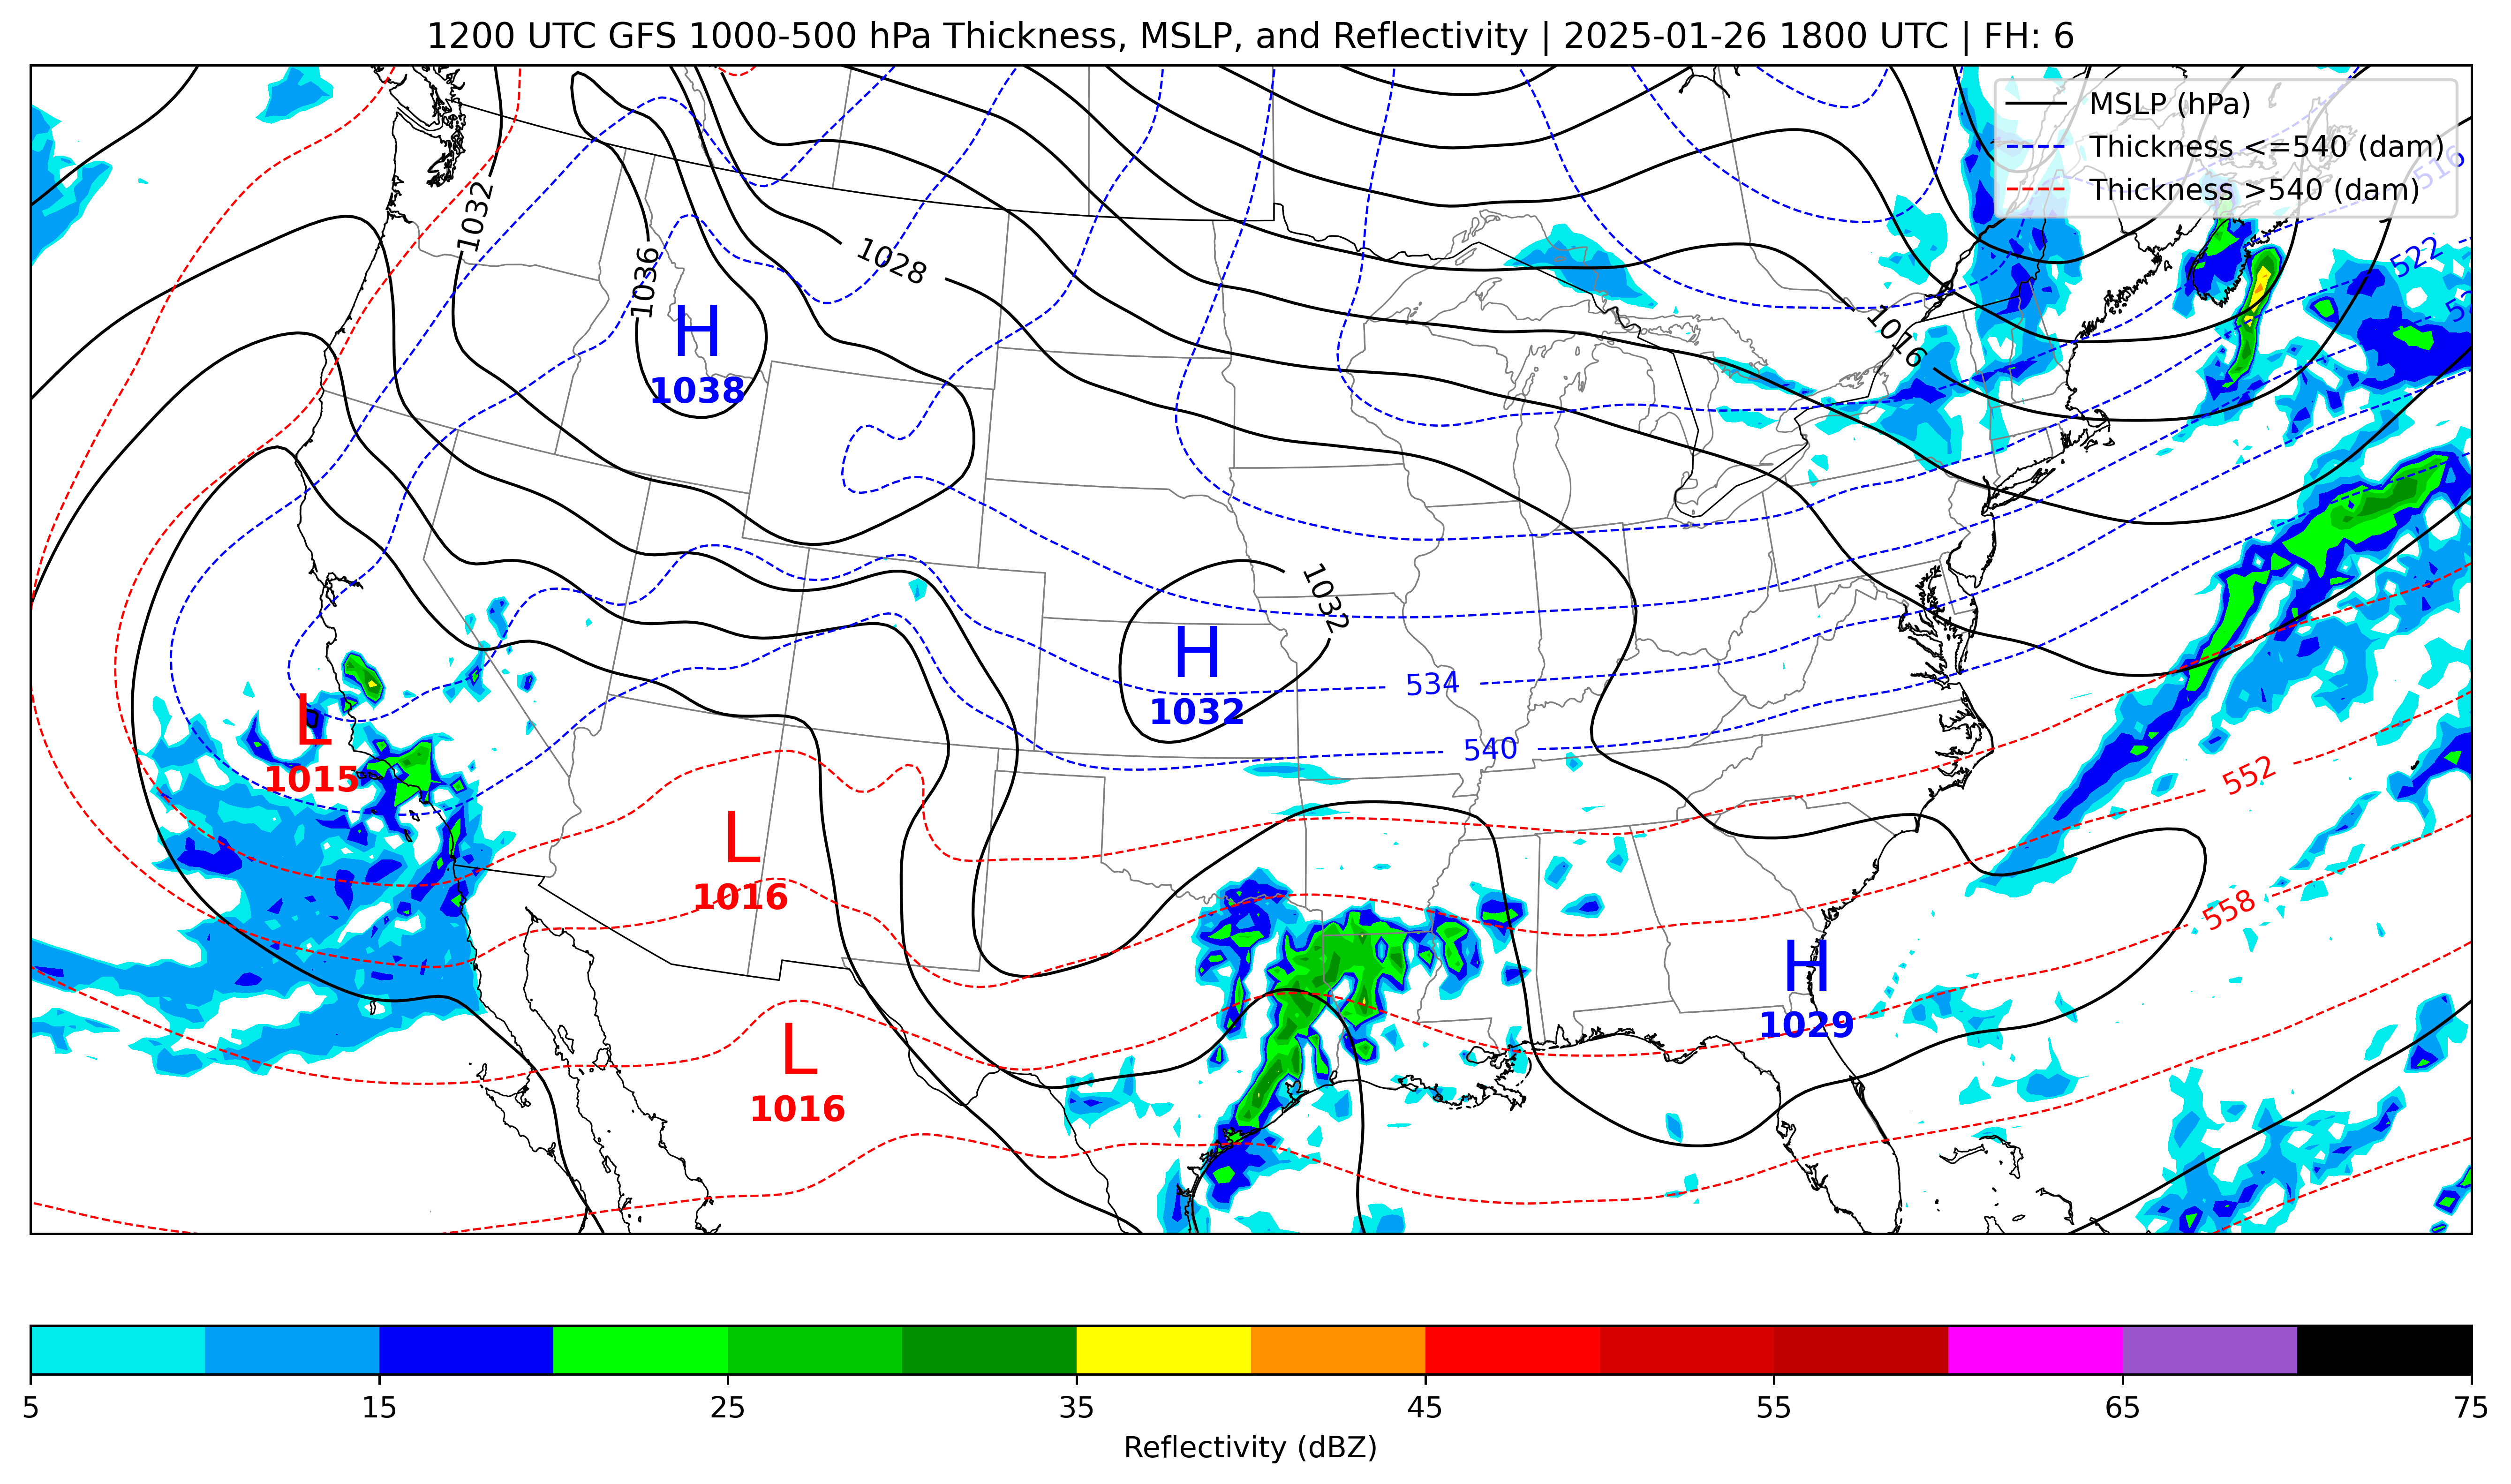 1200 UTC GFS 1000-500 hPa Thickness, MSLP, and Reflectivity | 2025-01-26 1800 UTC | FH: 6
MSLP (hPa)
Thickness <=540 (dam)
Thickness >540 (dam)
516
1032
1036
1028
522
1016
H
1038
1032
H
1032
534
540
L
1015
552
L
1016
558
H
1029
L
1016
5
15
25
35
45
55
65
75
Reflectivity (dBZ)